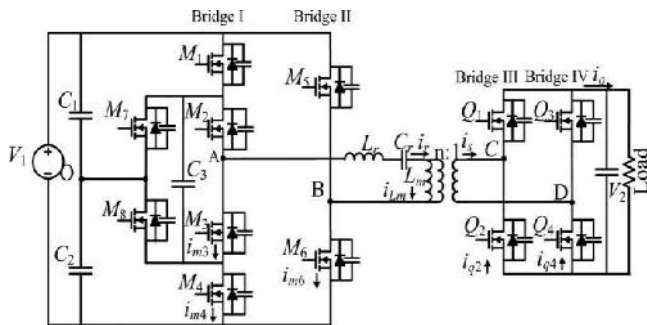 Bridge I
Bridge II
M1
M5
Bridge III Bridge IV io
C1
M7
M2
Q1
Q3
V1
O
C3
A
Lr
Cr ir n:1 is C
Lm
V2
Load
M8
B
iLm
D
M3
im3
M6
Q2
Q4
C2
im6
iq2
iq4
M4
im4